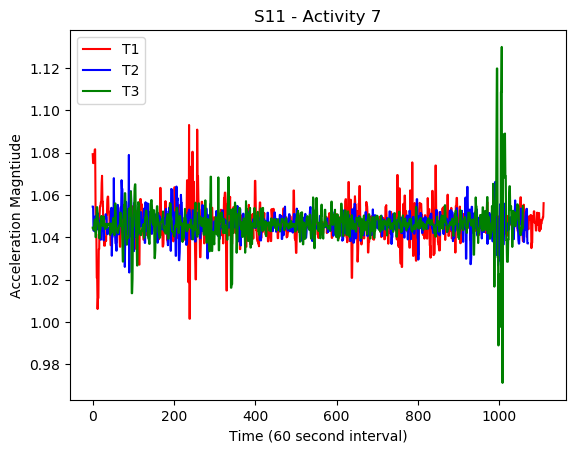 S11 - Activity 7
T1
T2
T3
1.12
1.10
1.08
1.06
1.04
1.02
1.00
0.98
Acceleration Magntiude
0 200 400 600 800 1000
Time (60 second interval)